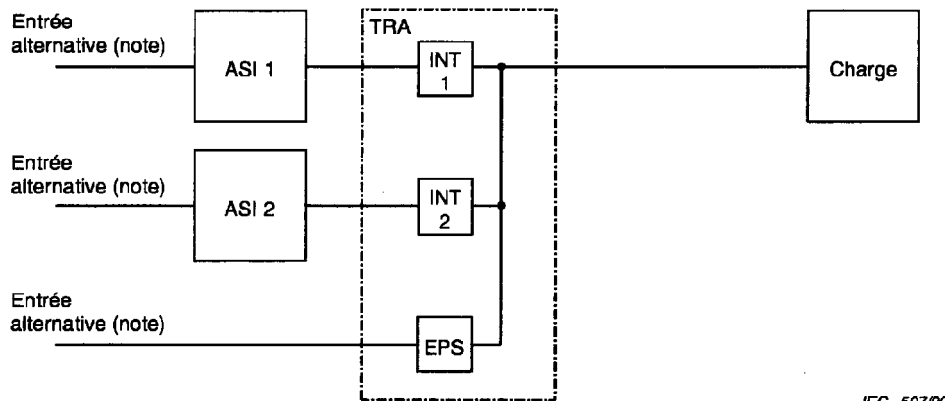 Entrée
alternative (note)
ASI 1
TRA
INT
1
Charge
Entrée
alternative (note)
ASI 2
INT
2
Entrée
alternative (note)
EPS